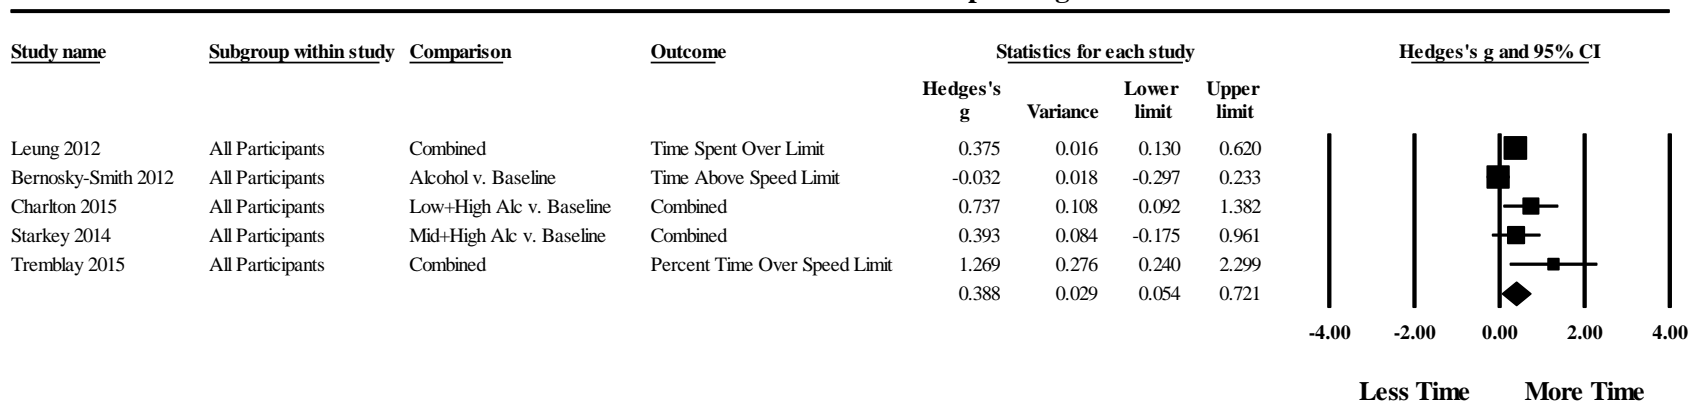 Study name Subgroup within study Comparison Outcome Statistics for each study Hedges's g and 95% CI
Hedges's g Variance Lower limit Upper limit
Leung 2012 All Participants Combined Time Spent Over Limit 0.375 0.016 0.130 0.620
Bernosky-Smith 2012 All Participants Alcohol v. Baseline Time Above Speed Limit -0.032 0.018 -0.297 0.233
Charlton 2015 All Participants Low+High Alc v. Baseline Combined 0.737 0.108 0.092 1.382
Starkey 2014 All Participants Mid+High Alc v. Baseline Combined 0.393 0.084 -0.175 0.961
Tremblay 2015 All Participants Combined Percent Time Over Speed Limit 1.269 0.276 0.240 2.299
0.388 0.029 0.054 0.721
-4.00 -2.00 0.00 2.00 4.00
Less Time More Time